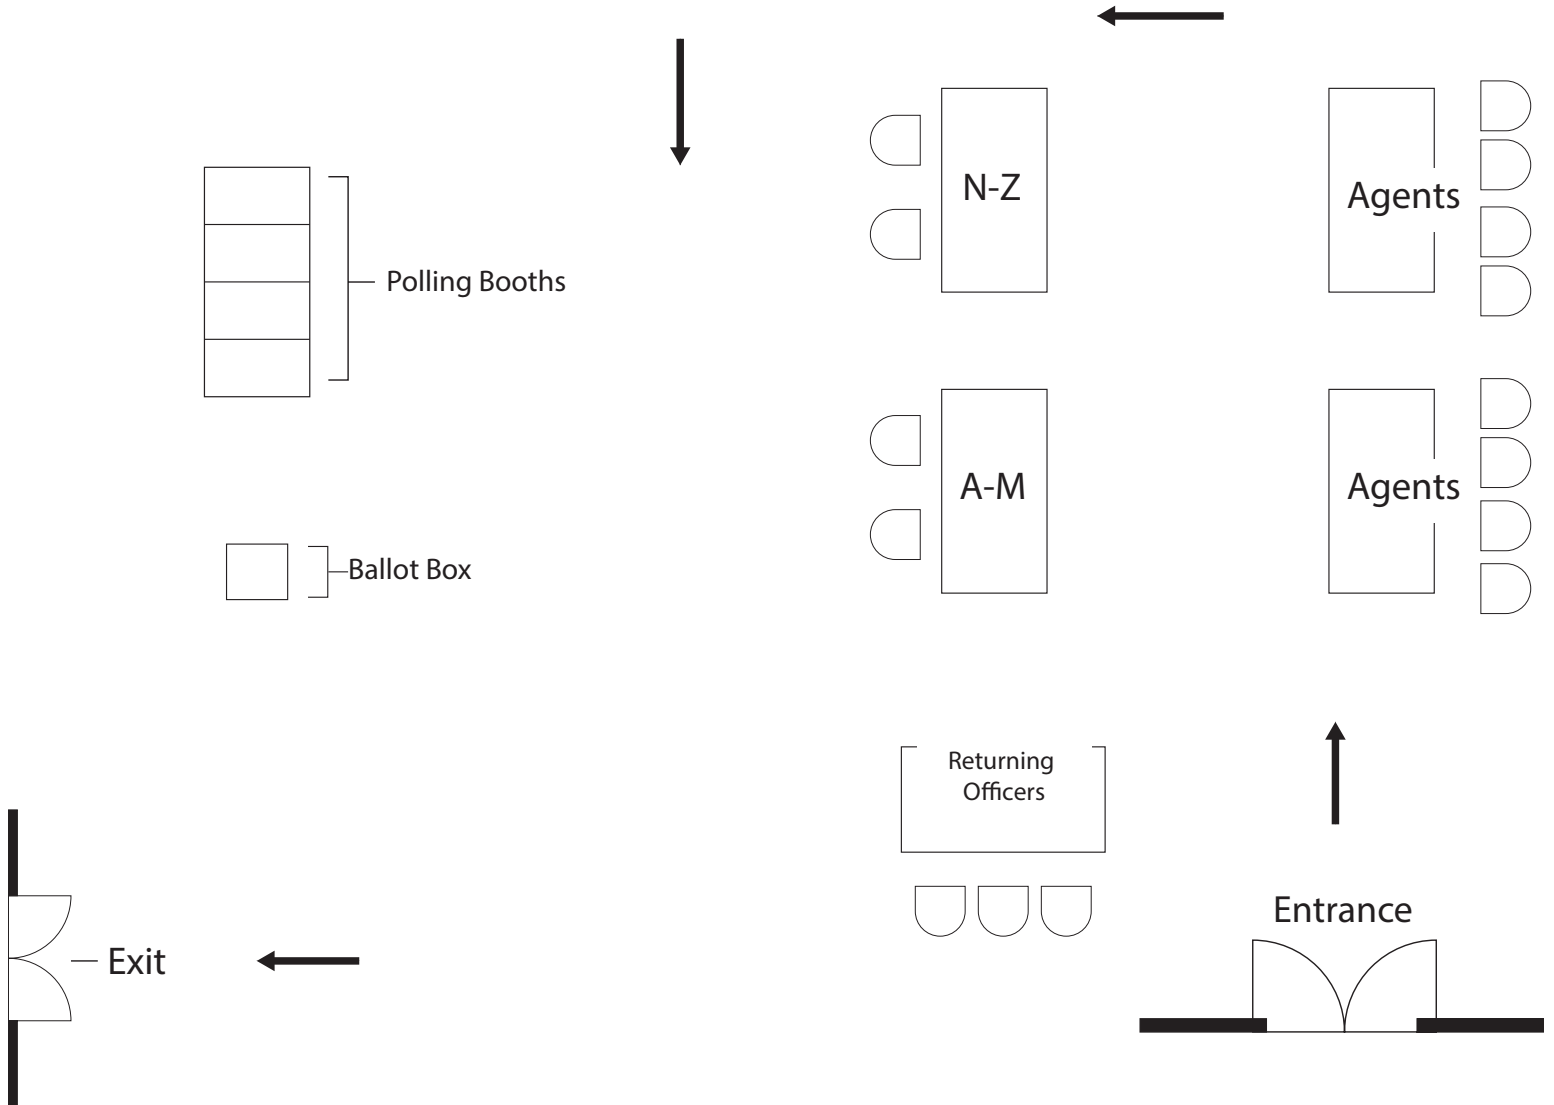 N-Z
Agents
Polling Booths
A-M
Agents
Ballot Box
Returning
Officers
Entrance
Exit